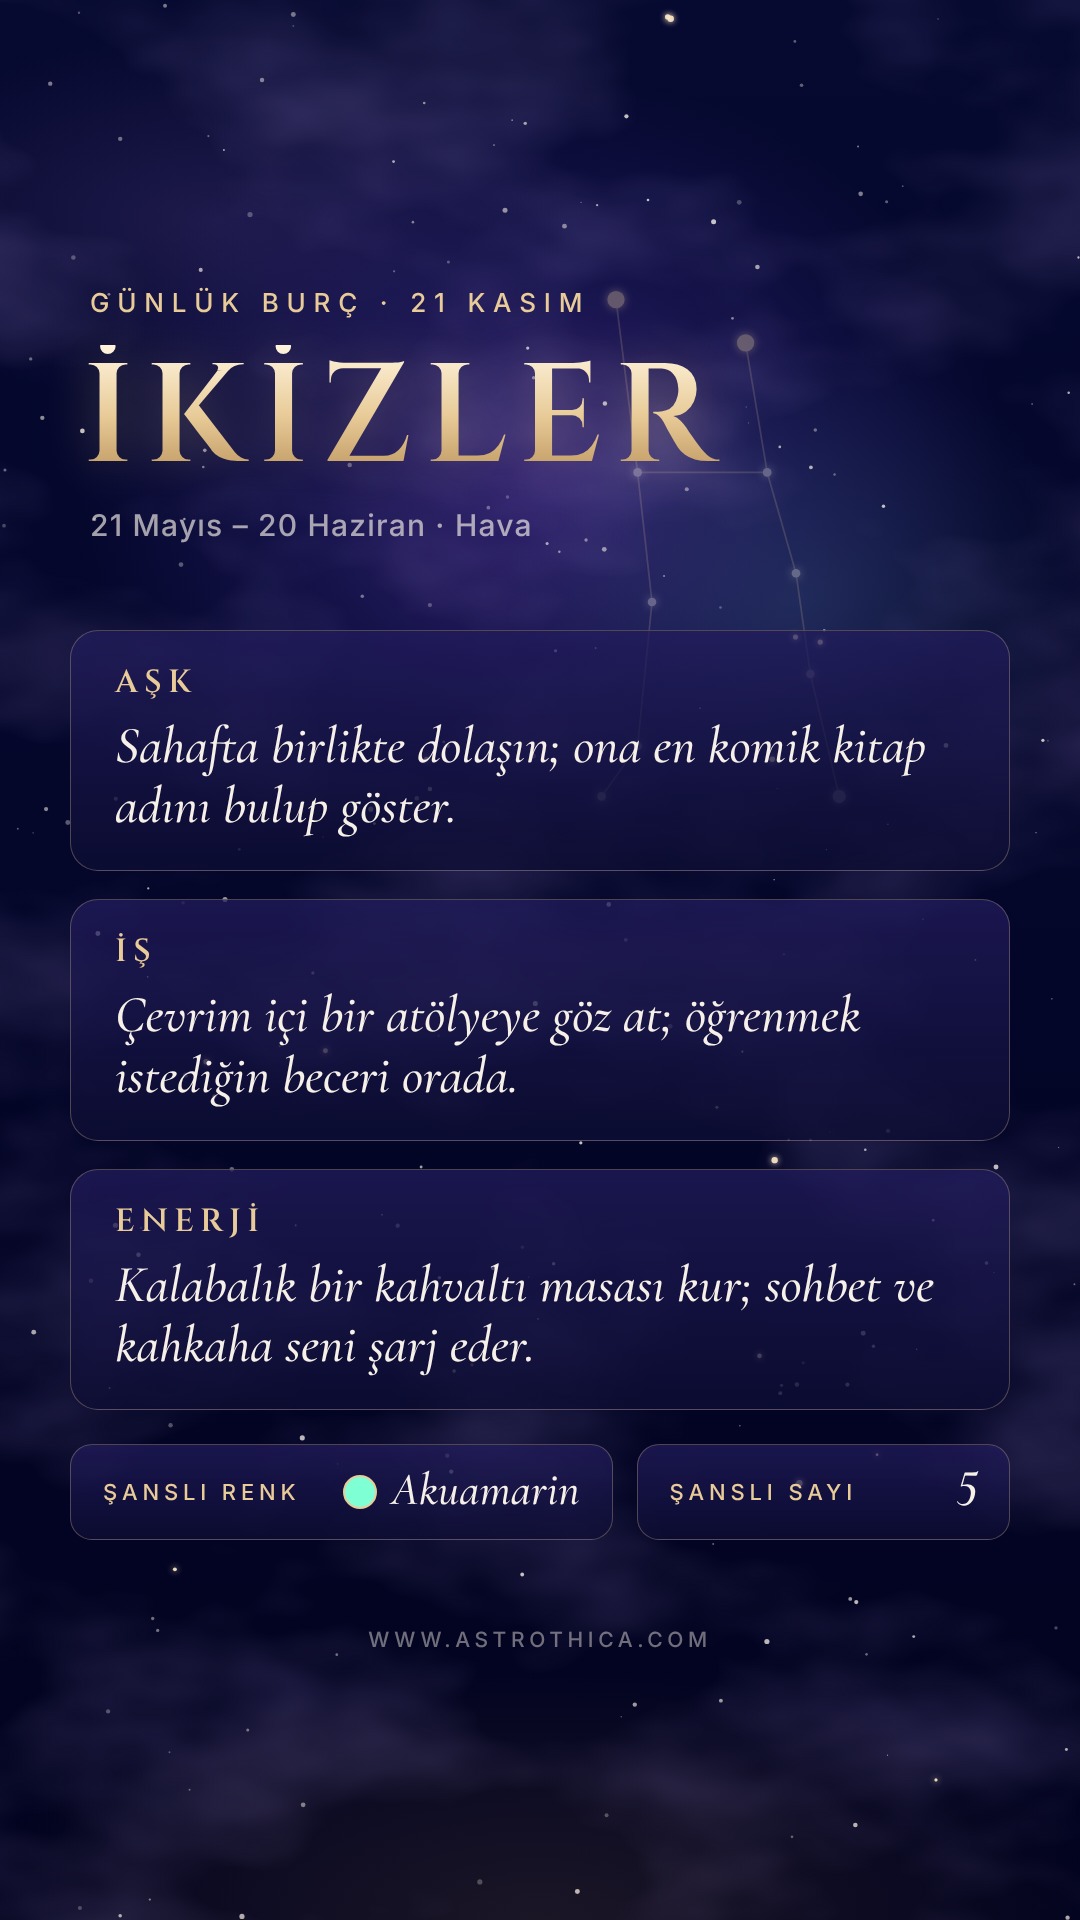 GÜNLÜK BURÇ · 21 KASIM
İKİZLER
21 Mayıs – 20 Haziran · Hava
AŞK
Sahafta birlikte dolaşın; ona en komik kitap
adını bulup göster.
İŞ
Çevrim içi bir atölyeye göz at; öğrenmek
istediğin beceri orada.
ENERJİ
Kalabalık bir kahvaltı masası kur; sohbet ve
kahkaha seni şarj eder.
ŞANSLI RENK Akuamarin
ŞANSLI SAYI 5
WWW.ASTROTHICA.COM